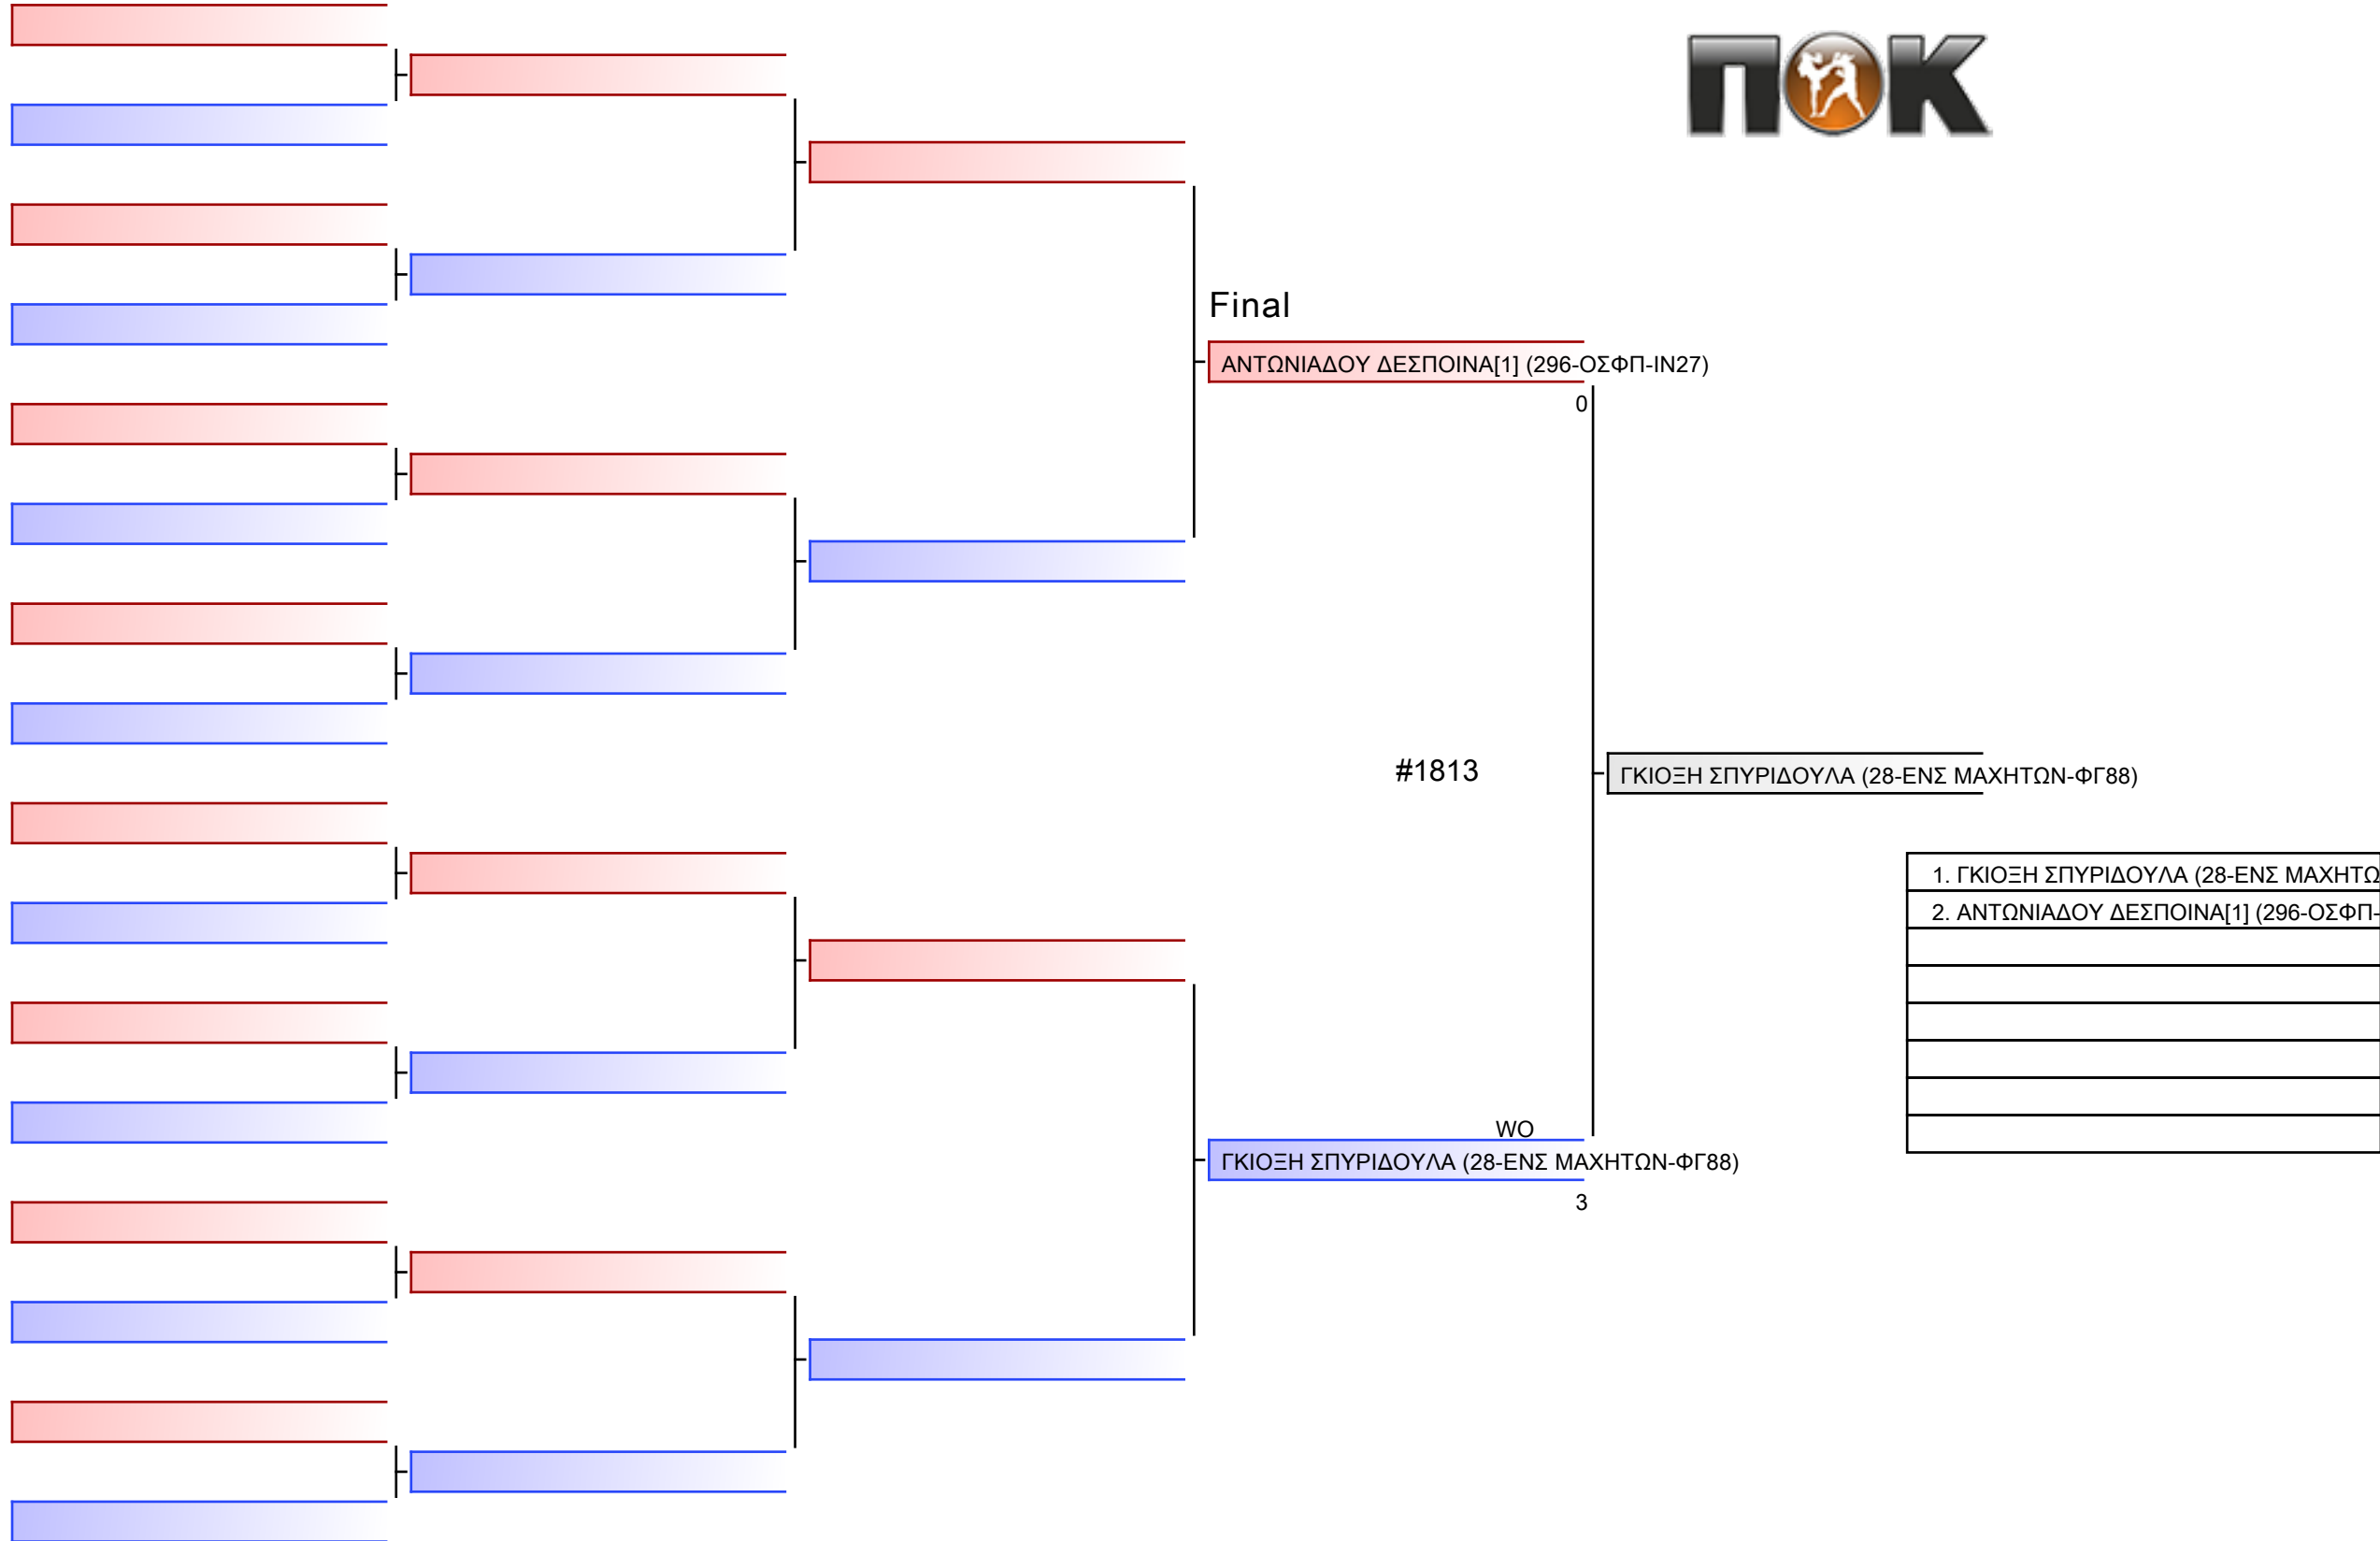 ΠΟΚ
Final
ΑΝΤΩΝΙΑΔΟΥ ΔΕΣΠΟΙΝΑ[1] (296-ΟΣΦΠ-ΙΝ27)
0
#1813
ΓΚΙΟΞΗ ΣΠΥΡΙΔΟΥΛΑ (28-ΕΝΣ ΜΑΧΗΤΩΝ-ΦΓ88)
1. ΓΚΙΟΞΗ ΣΠΥΡΙΔΟΥΛΑ (28-ΕΝΣ ΜΑΧΗΤΩ
2. ΑΝΤΩΝΙΑΔΟΥ ΔΕΣΠΟΙΝΑ[1] (296-ΟΣΦΠ-
WO
ΓΚΙΟΞΗ ΣΠΥΡΙΔΟΥΛΑ (28-ΕΝΣ ΜΑΧΗΤΩΝ-ΦΓ88)
3